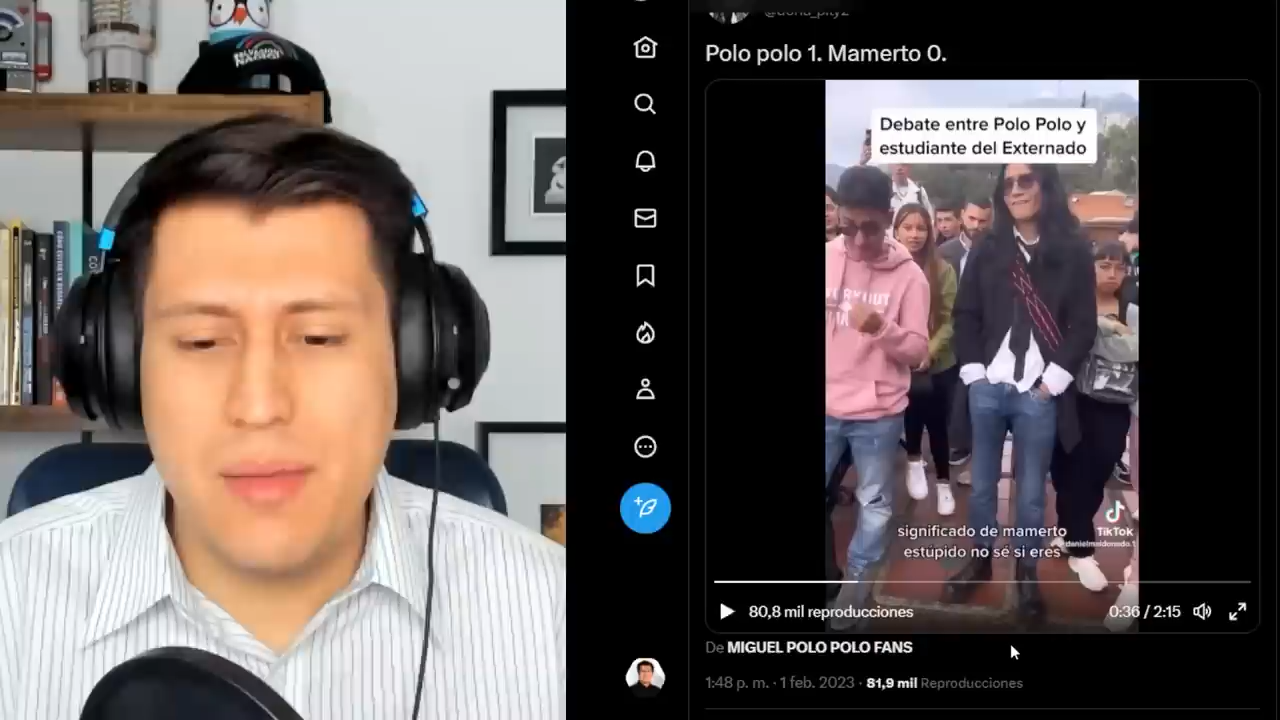 Polo polo 1. Mamerto 0.
Debate entre Polo Polo y
estudiante del Externado
significado de mamerto
estúpido no sé si eres
TikTok
80,8 mil reproducciones
0:36 / 2:15
De MIGUEL POLO POLO FANS
1:48 p. m. · 1 feb. 2023 · 81,9 mil Reproducciones